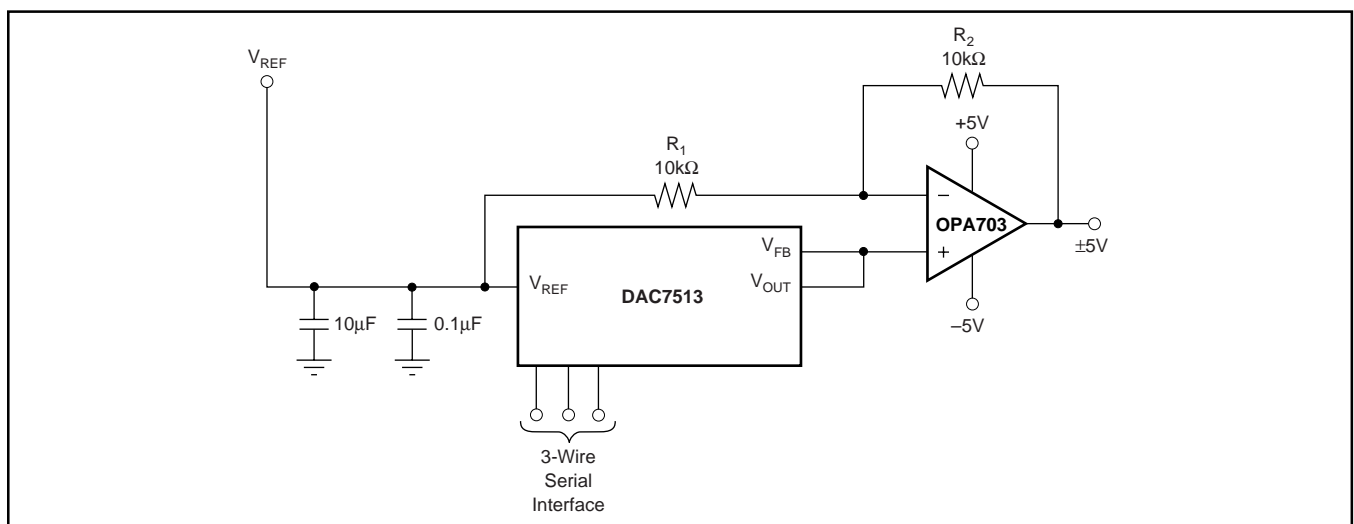 V_REF
R_2
10kΩ
+5V
R_1
10kΩ
−
OPA703
+
±5V
−5V
V_FB
V_REF
V_OUT
DAC7513
10µF
0.1µF
3-Wire
Serial
Interface